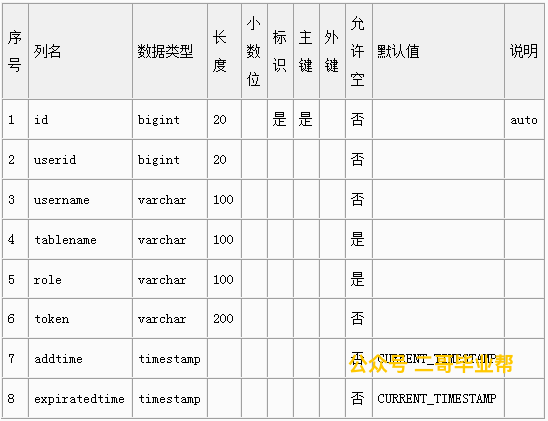 序号 列名 数据类型 长度 小数位 标识 主键 外键 允许空 默认值 说明
1 id bigint 20 是 是 否 auto
2 userid bigint 20 否
3 username varchar 100 否
4 tablename varchar 100 是
5 role varchar 100 是
6 token varchar 200 否
7 addtime timestamp 否 CURRENT_TIMESTAMP
公众号 二哥毕业帮
8 expiratedtime timestamp 否 CURRENT_TIMESTAMP